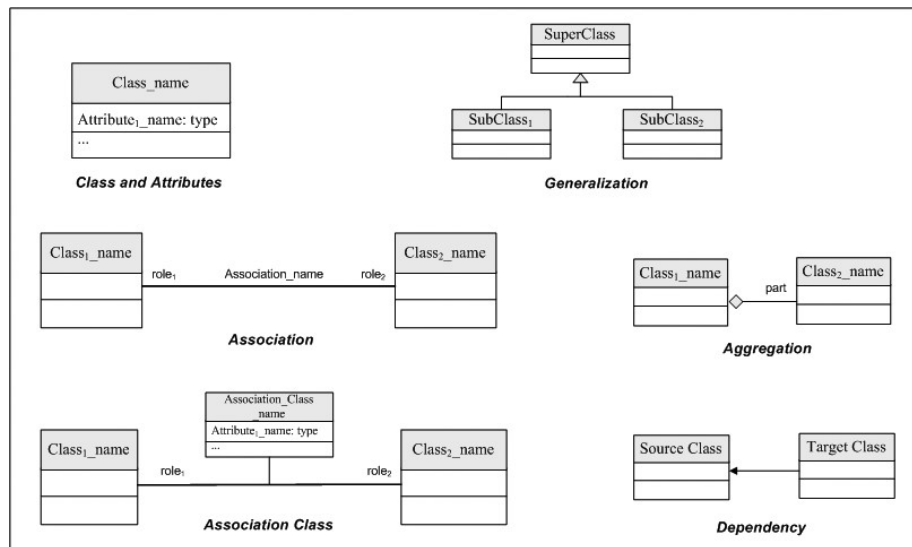 Class_name
Attribute₁_name: type
...
Class and Attributes
SuperClass
SubClass₁
SubClass₂
Generalization
Class₁_name
role₁
Association_name
role₂
Class₂_name
Association
Class₁_name
part
Class₂_name
Aggregation
Class₁_name
role₁
Association_Class
_name
Attribute₁_name: type
...
role₂
Class₂_name
Association Class
Source Class
Target Class
Dependency